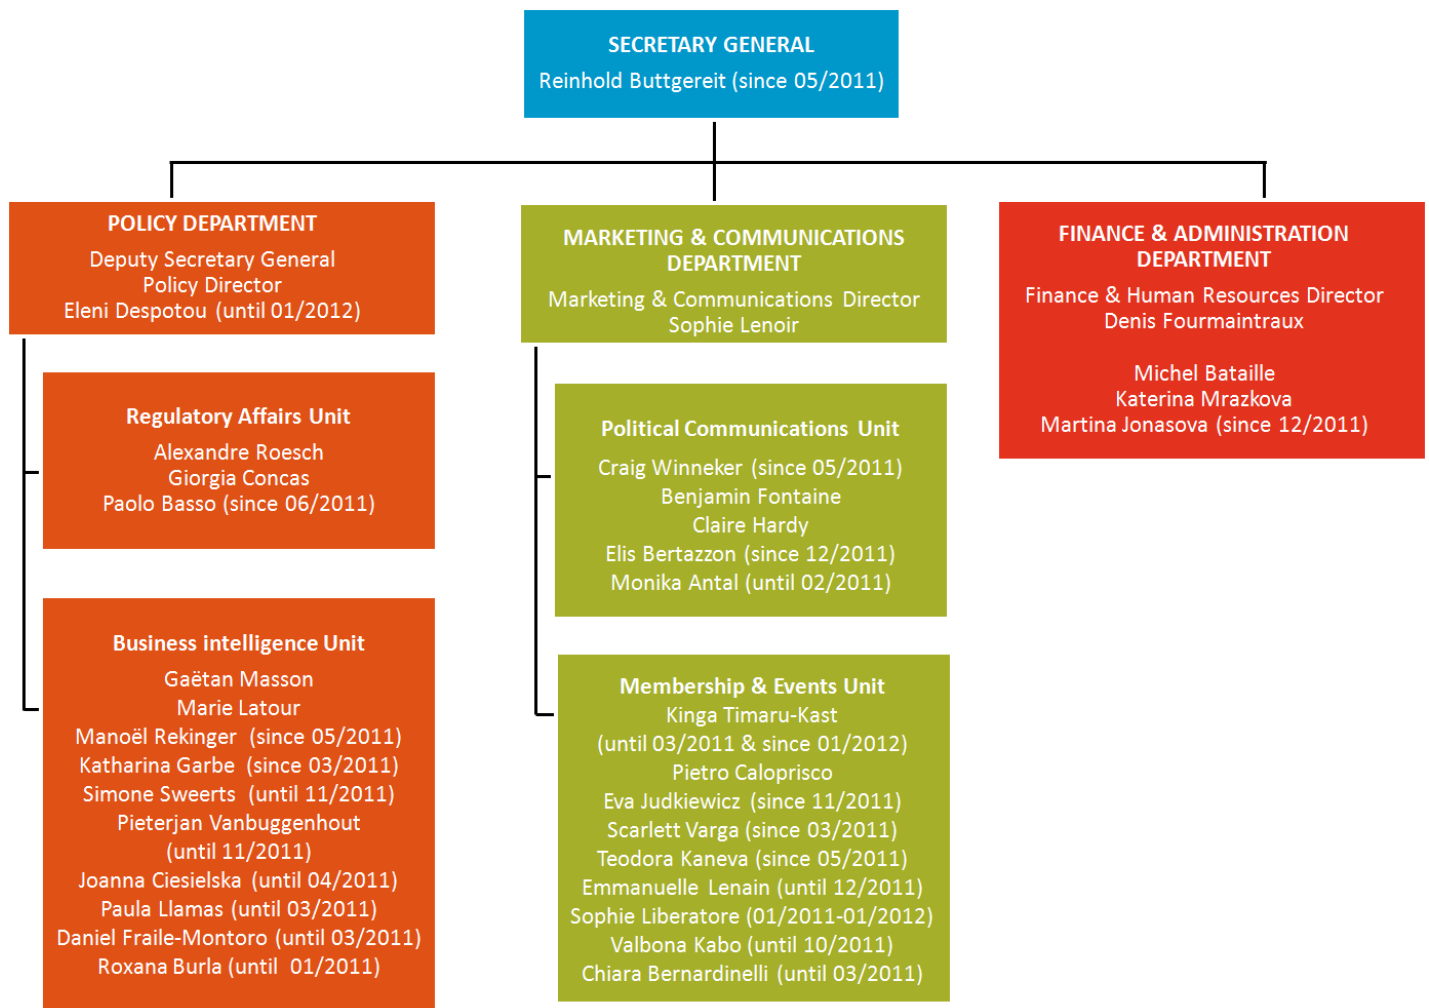 SECRETARY GENERAL
Reinhold Buttgereit (since 05/2011)
POLICY DEPARTMENT
Deputy Secretary General
Policy Director
Eleni Despotou (until 01/2012)
Regulatory Affairs Unit
Alexandre Roesch
Giorgia Concas
Paolo Basso (since 06/2011)
Business intelligence Unit
Gaëtan Masson
Marie Latour
Manoël Rekinger (since 05/2011)
Katharina Garbe (since 03/2011)
Simone Sweerts (until 11/2011)
Pieterjan Vanbuggenhout
(until 11/2011)
Joanna Ciesielska (until 04/2011)
Paula Llamas (until 03/2011)
Daniel Fraile-Montoro (until 03/2011)
Roxana Burla (until 01/2011)
MARKETING & COMMUNICATIONS
DEPARTMENT
Marketing & Communications Director
Sophie Lenoir
Political Communications Unit
Craig Winneker (since 05/2011)
Benjamin Fontaine
Claire Hardy
Elis Bertazzon (since 12/2011)
Monika Antal (until 02/2011)
Membership & Events Unit
Kinga Timaru-Kast
(until 03/2011 & since 01/2012)
Pietro Caloprisco
Eva Judkiewicz (since 11/2011)
Scarlett Varga (since 03/2011)
Teodora Kaneva (since 05/2011)
Emmanuelle Lenain (until 12/2011)
Sophie Liberatore (01/2011-01/2012)
Valbona Kabo (until 10/2011)
Chiara Bernardinelli (until 03/2011)
FINANCE & ADMINISTRATION
DEPARTMENT
Finance & Human Resources Director
Denis Fourmaintraux
Michel Bataille
Katerina Mrazkova
Martina Jonasova (since 12/2011)